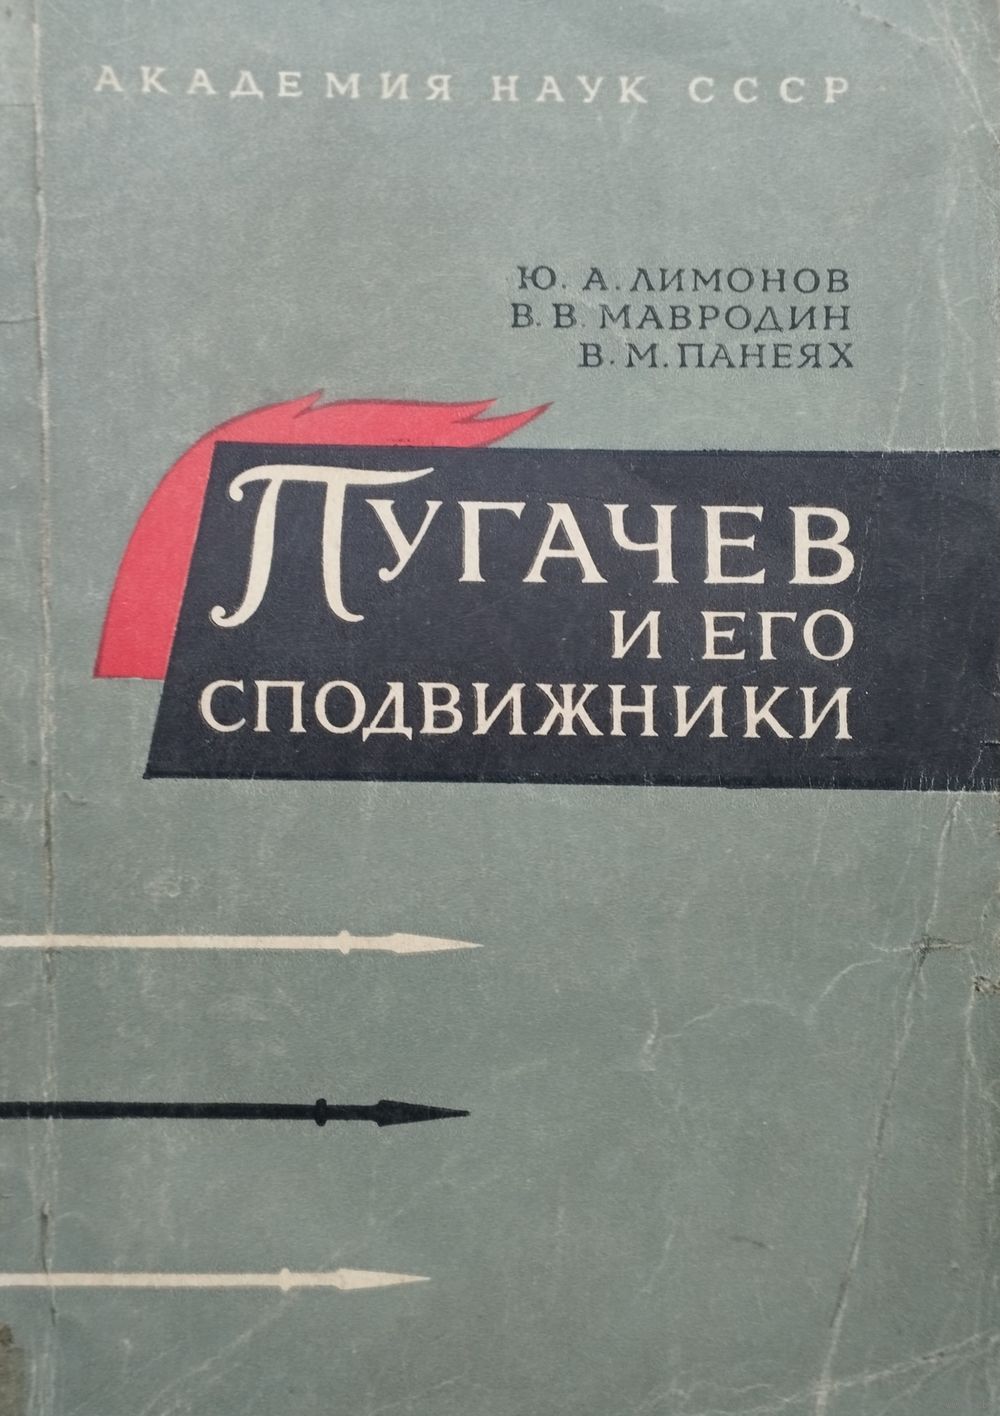 АКАДЕМИЯ НАУК СССР
Ю. А. ЛИМОНОВ
В. В. МАВРОДИН
В. М. ПАНЕЯХ
ПУГАЧЕВ
И ЕГО
СПОДВИЖНИКИ